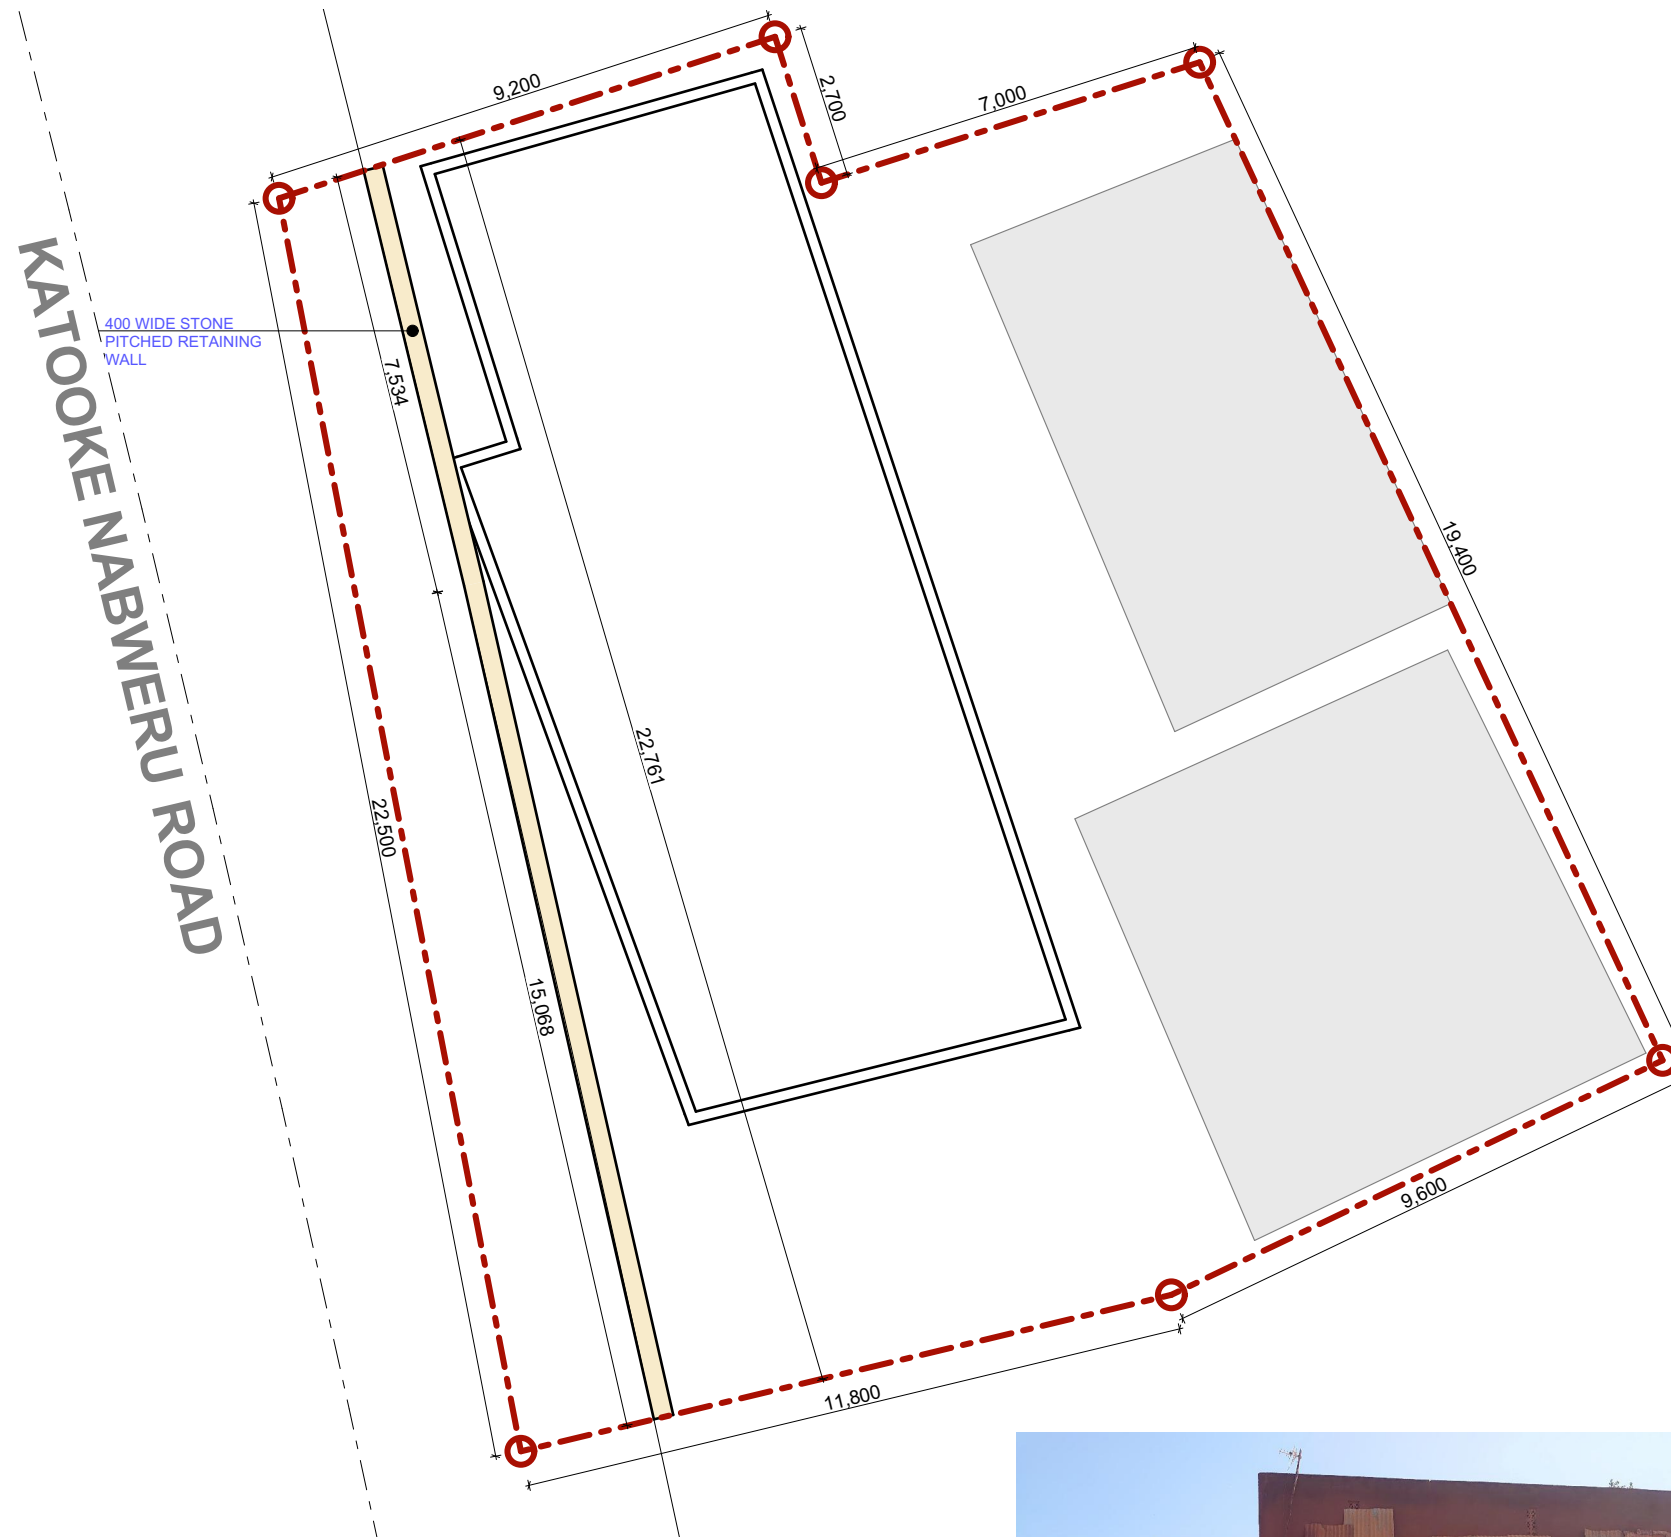 9,200
2,700
7,000
KATOOKE NABWERU ROAD
400 WIDE STONE
PITCHED RETAINING
WALL
7,534
19,400
22,761
22,500
15,068
9,600
11,800